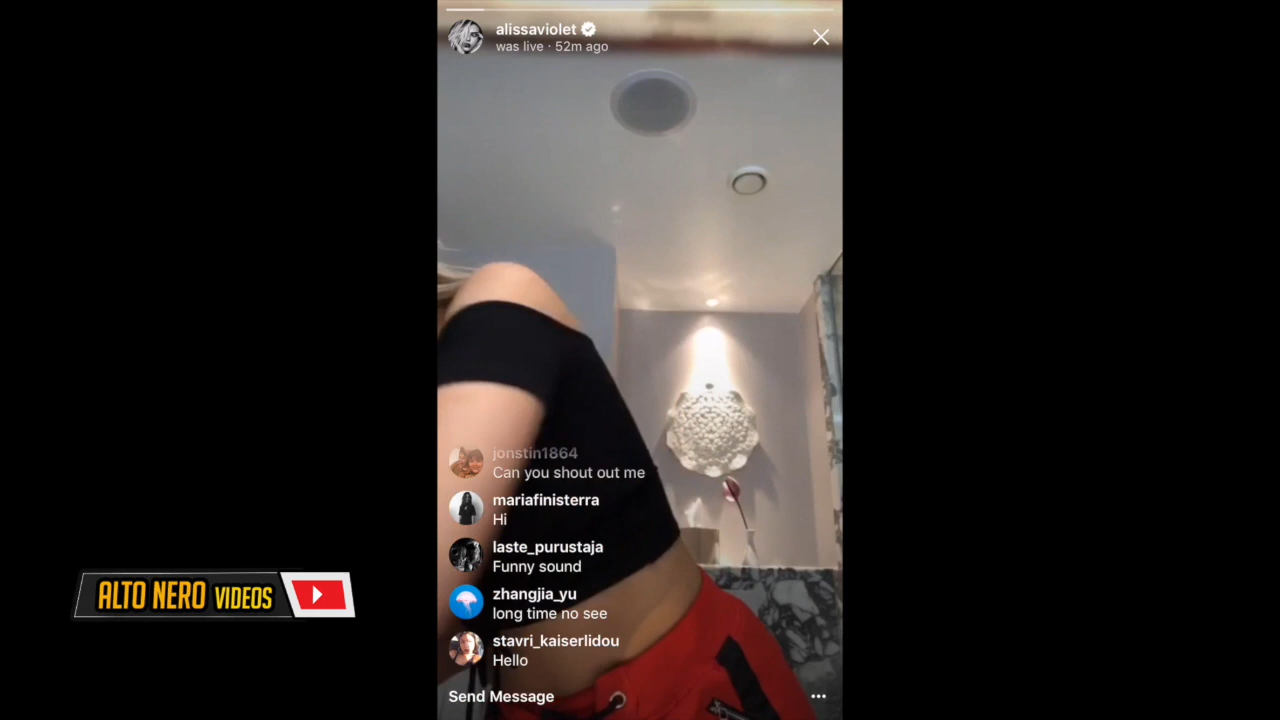 alissaviolet
was live · 52m ago
jonstin1864
Can you shout out me
mariafinisterra
Hi
laste_purustaja
Funny sound
zhangjia_yu
long time no see
stavri_kaiserlidou
Hello
Send Message
ALTO NERO VIDEOS